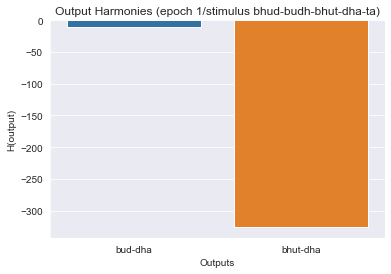 Output Harmonies (epoch 1/stimulus bhud-budh-bhut-dha-ta)
H(output)
0
−50
−100
−150
−200
−250
−300
bud-dha
bhut-dha
Outputs